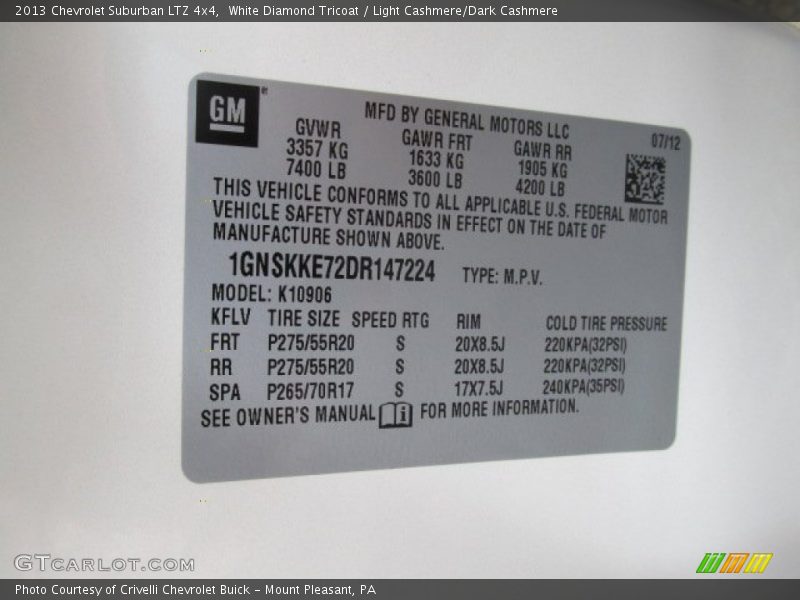 2013 Chevrolet Suburban LTZ 4x4,  White Diamond Tricoat / Light Cashmere/Dark Cashmere
GM
MFD BY GENERAL MOTORS LLC
07/12
GVWR GAWR FRT GAWR RR
3357 KG 1633 KG 1905 KG
7400 LB 3600 LB 4200 LB
THIS VEHICLE CONFORMS TO ALL APPLICABLE U.S. FEDERAL MOTOR
VEHICLE SAFETY STANDARDS IN EFFECT ON THE DATE OF
MANUFACTURE SHOWN ABOVE.
1GNSKKE72DR147224 TYPE: M.P.V.
MODEL: K10906
KFLV TIRE SIZE SPEED RTG RIM COLD TIRE PRESSURE
FRT P275/55R20 S 20X8.5J 220KPA(32PSI)
RR P275/55R20 S 20X8.5J 220KPA(32PSI)
SPA P265/70R17 S 17X7.5J 240KPA(35PSI)
SEE OWNER'S MANUAL i FOR MORE INFORMATION.
GTCARLOT.COM
Photo Courtesy of Crivelli Chevrolet Buick - Mount Pleasant, PA